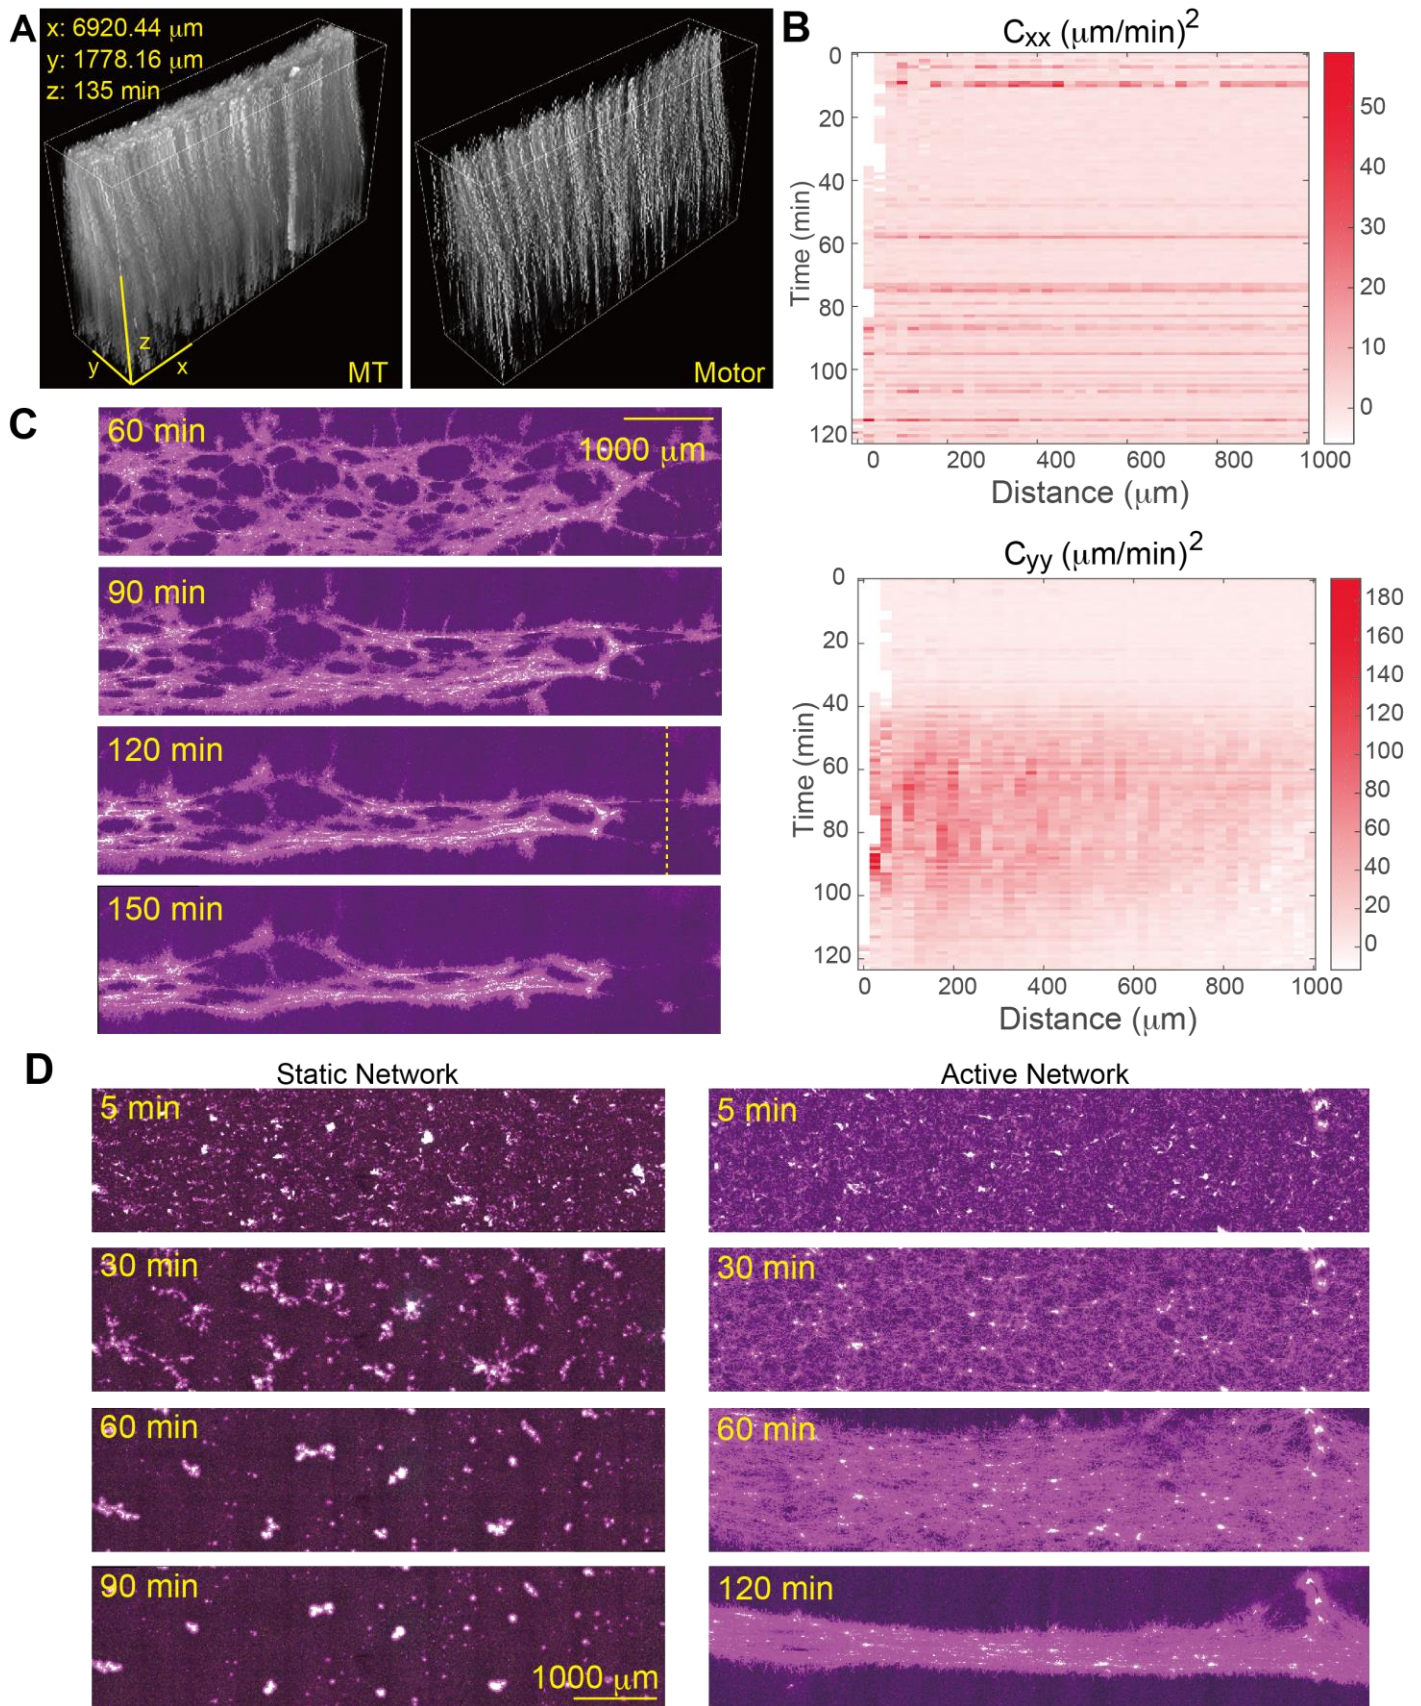 A
x: 6920.44 μm
y: 1778.16 μm
z: 135 min
z
y
x
MT
Motor
B
Cxx (μm/min)2
0
20
40
60
80
100
120
Time (min)
0
200
400
600
800
1000
Distance (μm)
50
40
30
20
10
0
Cyy (μm/min)2
0
20
40
60
80
100
120
Time (min)
0
200
400
600
800
1000
Distance (μm)
180
160
140
120
100
80
60
40
20
0
C
60 min
1000 μm
90 min
120 min
150 min
D
Static Network
5 min
30 min
60 min
90 min
1000 μm
Active Network
5 min
30 min
60 min
120 min